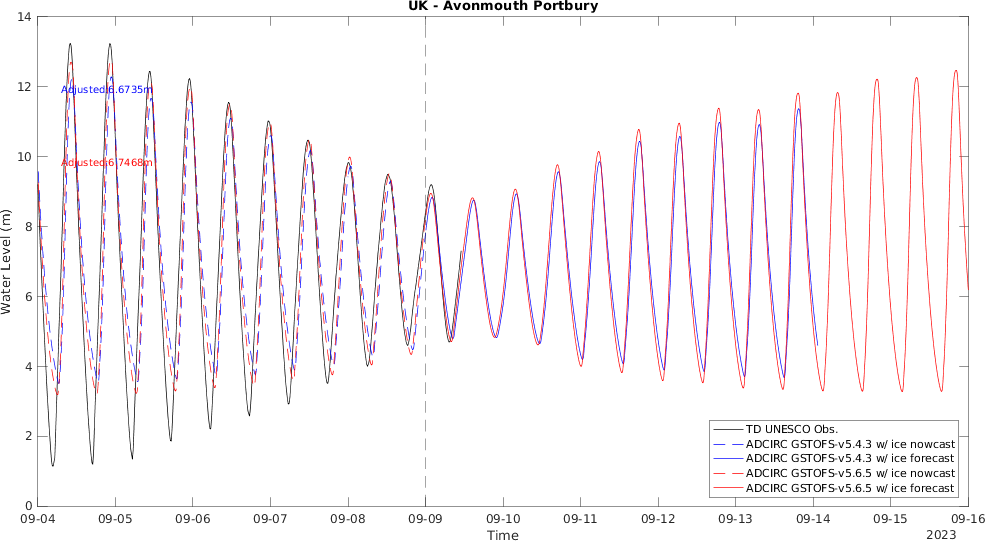 UK - Avonmouth Portbury
14
12
10
8
6
4
2
0
Water Level (m)
Adjusted:6.6735m
Adjusted:6.7468m
TD UNESCO Obs.
ADCIRC GSTOFS-v5.4.3 w/ ice nowcast
ADCIRC GSTOFS-v5.4.3 w/ ice forecast
ADCIRC GSTOFS-v5.6.5 w/ ice nowcast
ADCIRC GSTOFS-v5.6.5 w/ ice forecast
09-04 09-05 09-06 09-07 09-08 09-09 09-10 09-11 09-12 09-13 09-14 09-15 09-16
Time
2023